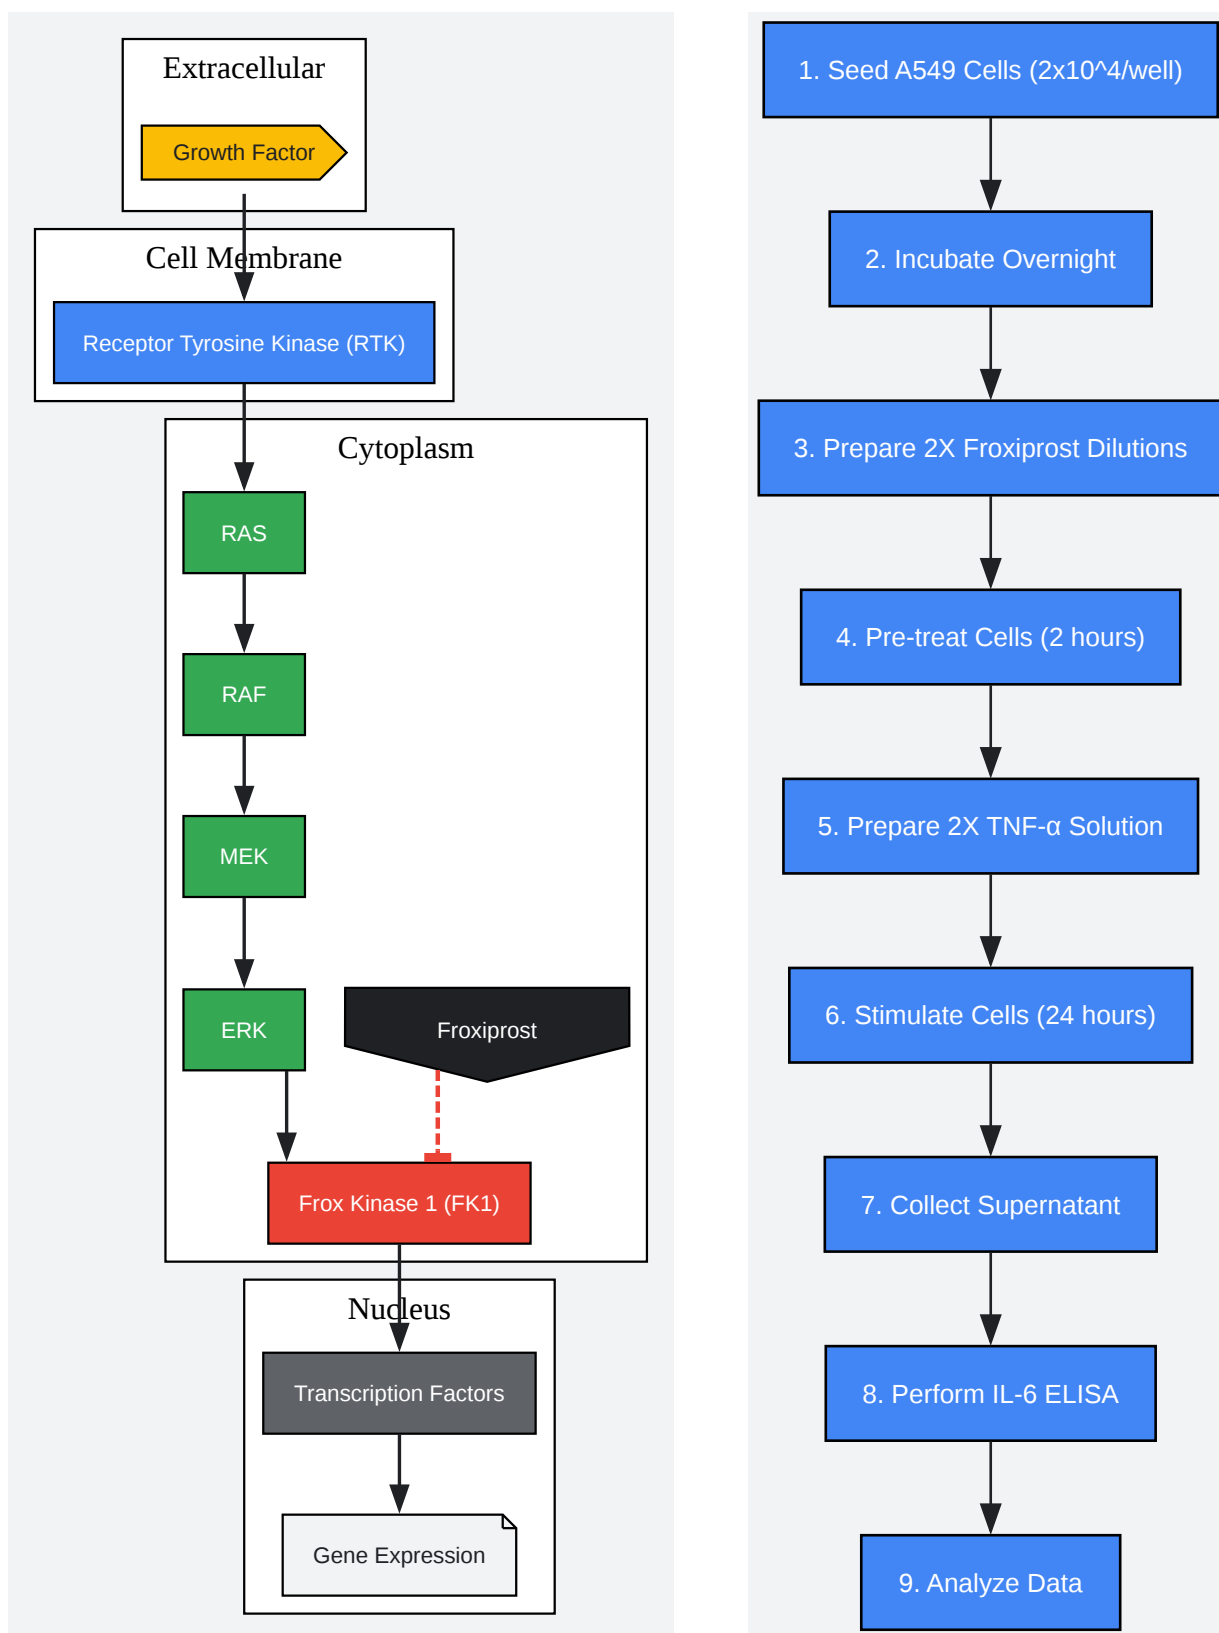 Extracellular
Growth Factor
Cell Membrane
Receptor Tyrosine Kinase (RTK)
Cytoplasm
RAS
RAF
MEK
ERK
Froxiprost
Frox Kinase 1 (FK1)
Nucleus
Transcription Factors
Gene Expression
1. Seed A549 Cells (2x10^4/well)
2. Incubate Overnight
3. Prepare 2X Froxiprost Dilutions
4. Pre-treat Cells (2 hours)
5. Prepare 2X TNF-α Solution
6. Stimulate Cells (24 hours)
7. Collect Supernatant
8. Perform IL-6 ELISA
9. Analyze Data